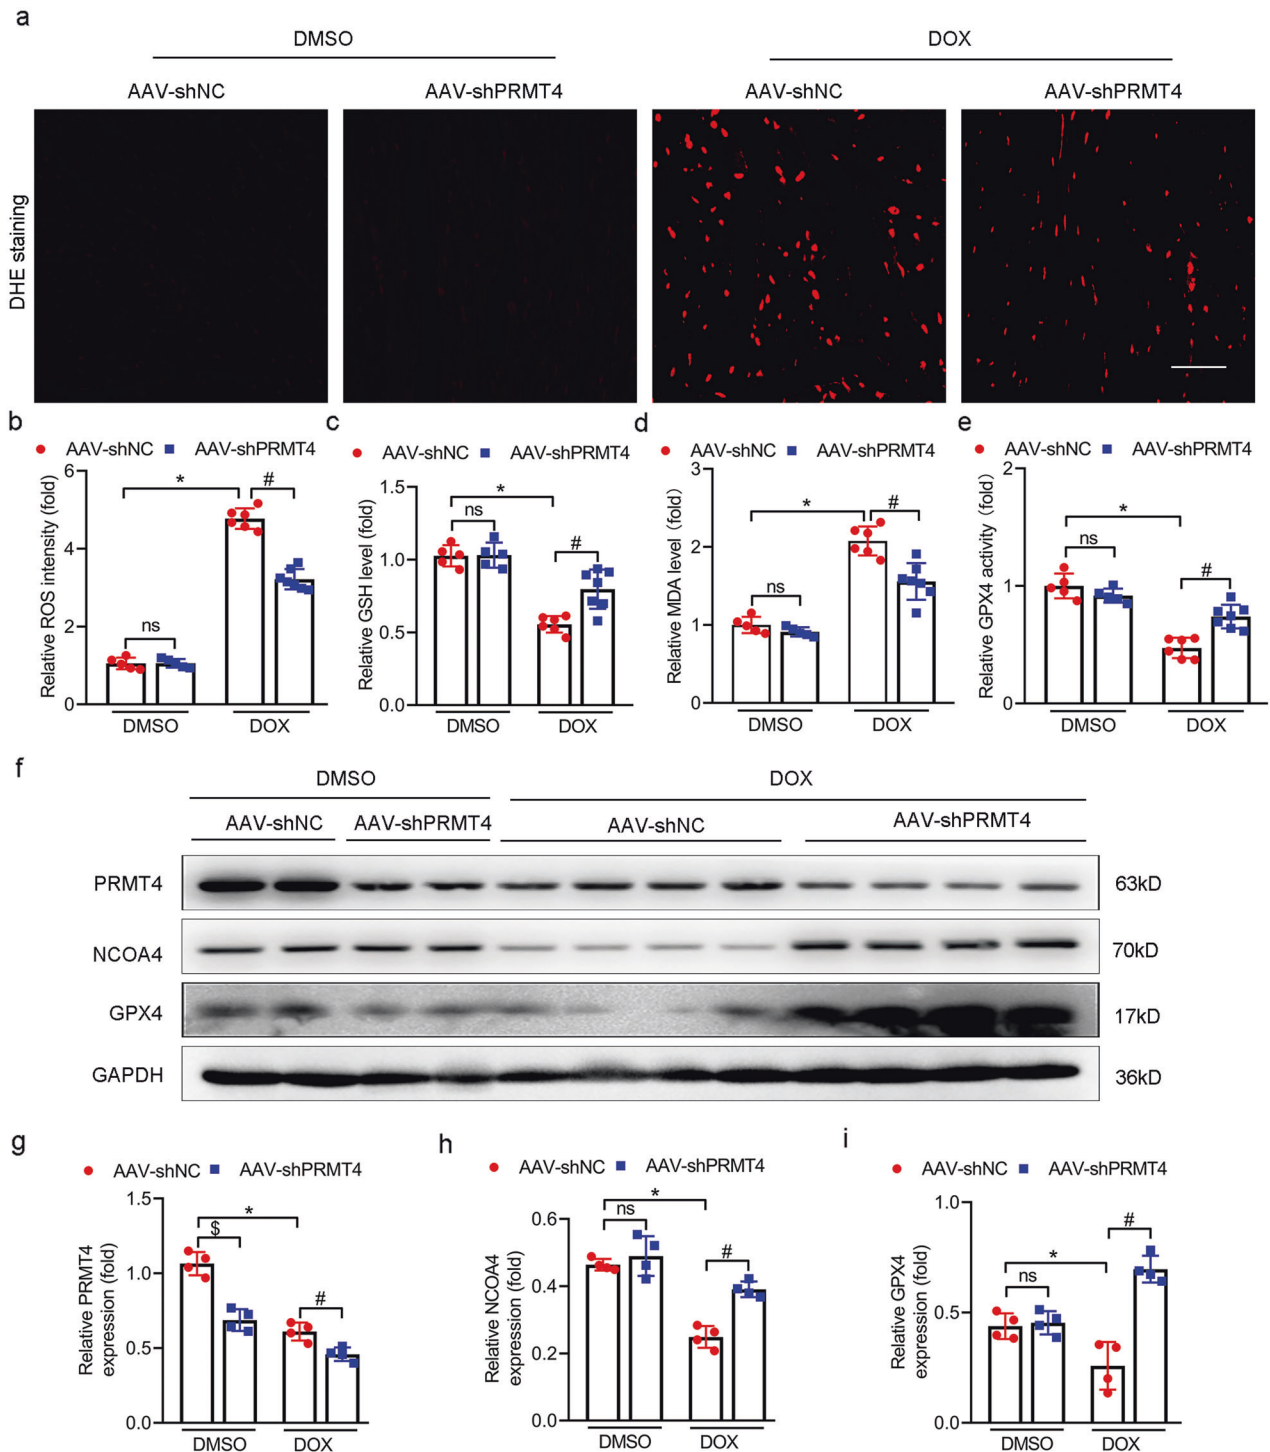 a
DMSO DOX
AAV-shNC AAV-shPRMT4 AAV-shNC AAV-shPRMT4
DHE staining
b
AAV-shNC AAV-shPRMT4
Relative ROS intensity (fold)
6
4
2
0
* #
ns
DMSO DOX
c
AAV-shNC AAV-shPRMT4
Relative GSH level (fold)
1.5
1.0
0.5
0.0
*
ns
#
DMSO DOX
d
AAV-shNC AAV-shPRMT4
Relative MDA level (fold)
3
2
1
0
* #
ns
DMSO DOX
e
AAV-shNC AAV-shPRMT4
Relative GPX4 activity (fold)
2
1
0
*
ns
#
DMSO DOX
f
DMSO DOX
AAV-shNC AAV-shPRMT4 AAV-shNC AAV-shPRMT4
PRMT4 63kD
NCOA4 70kD
GPX4 17kD
GAPDH 36kD
g
AAV-shNC AAV-shPRMT4
Relative PRMT4
expression (fold)
1.5
1.0
0.5
0.0
*
$
#
DMSO DOX
h
AAV-shNC AAV-shPRMT4
Relative NCOA4
expression (fold)
0.6
0.4
0.2
0.0
*
ns
#
DMSO DOX
i
AAV-shNC AAV-shPRMT4
Relative GPX4
expression (fold)
1.0
0.5
0.0
#
*
ns
DMSO DOX